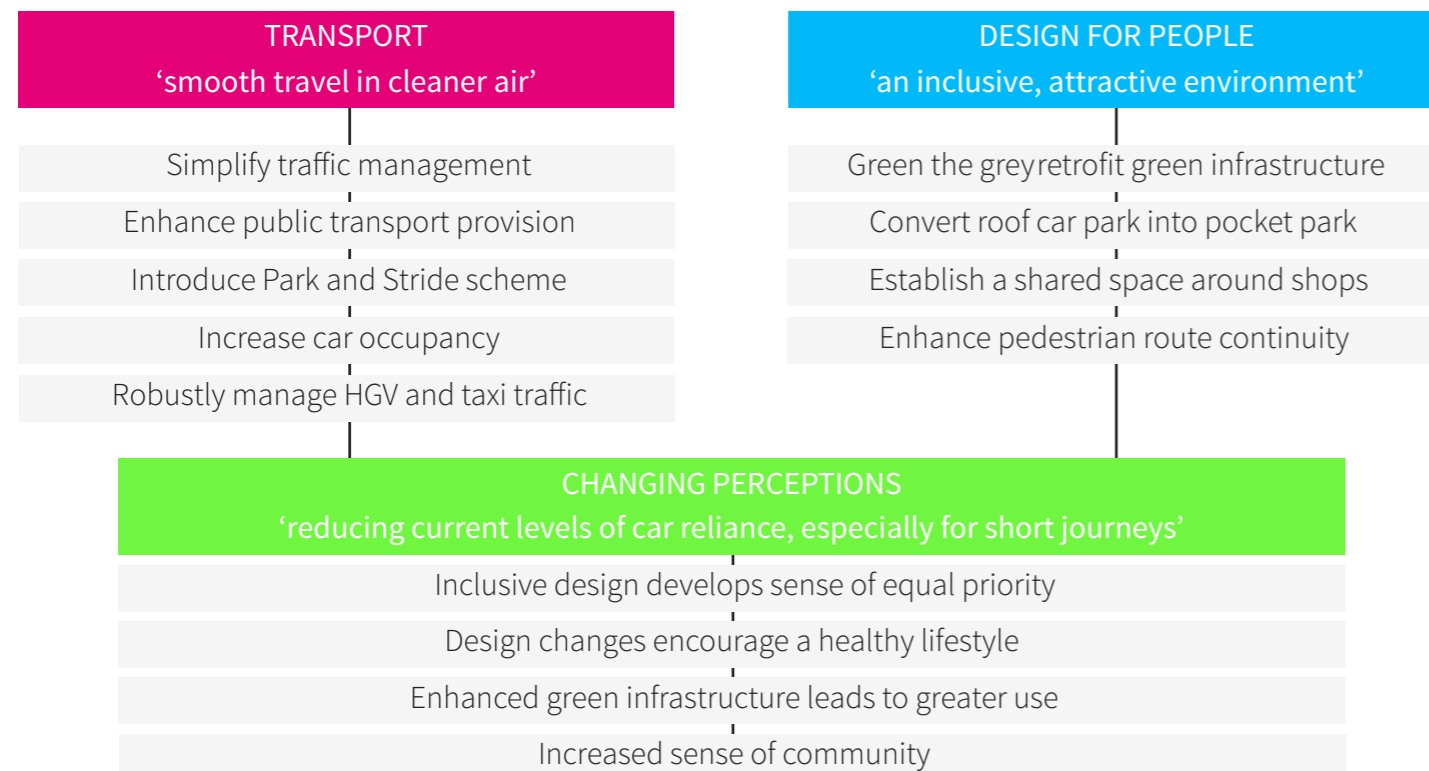 TRANSPORT
‘smooth travel in cleaner air’
Simplify traffic management
Enhance public transport provision
Introduce Park and Stride scheme
Increase car occupancy
Robustly manage HGV and taxi traffic
DESIGN FOR PEOPLE
‘an inclusive, attractive environment’
Green the greyretrofit green infrastructure
Convert roof car park into pocket park
Establish a shared space around shops
Enhance pedestrian route continuity
CHANGING PERCEPTIONS
‘reducing current levels of car reliance, especially for short journeys’
Inclusive design develops sense of equal priority
Design changes encourage a healthy lifestyle
Enhanced green infrastructure leads to greater use
Increased sense of community